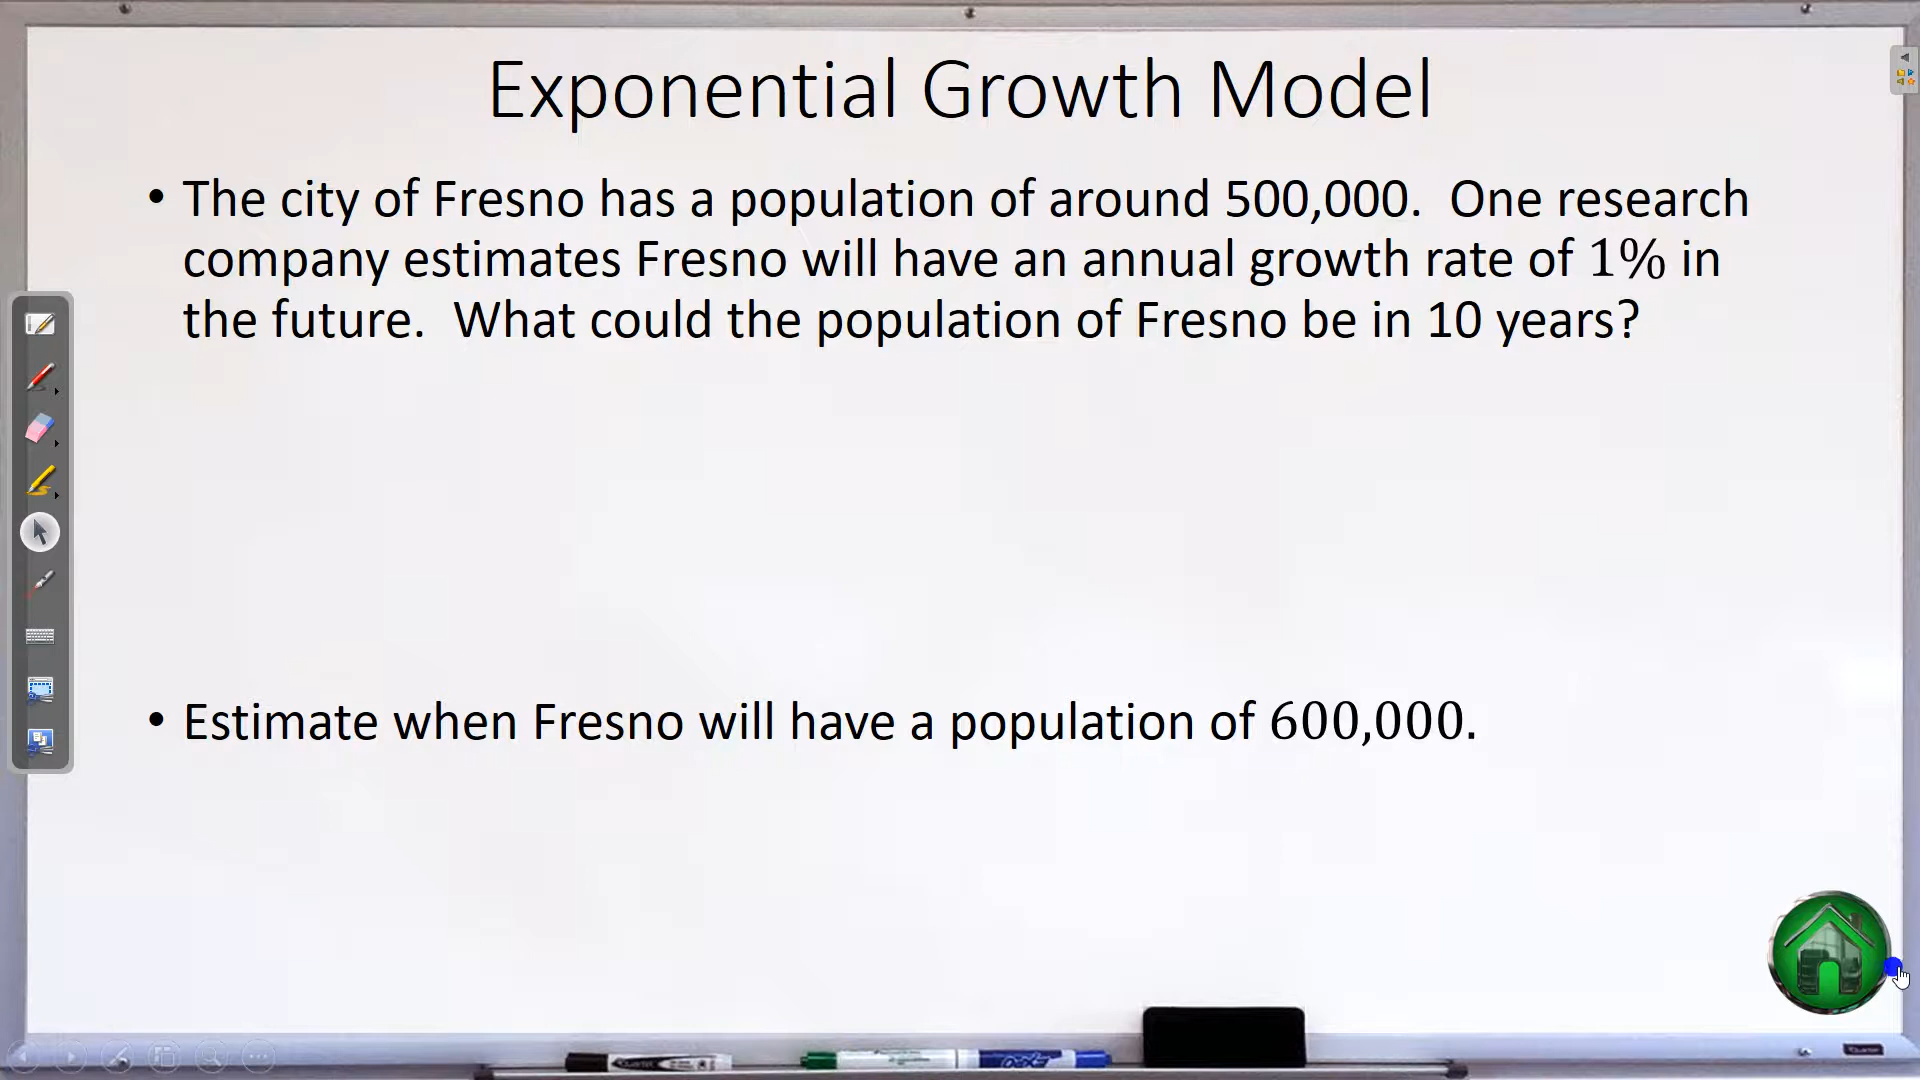 Exponential Growth Model
• The city of Fresno has a population of around 500,000. One research
company estimates Fresno will have an annual growth rate of 1% in
the future. What could the population of Fresno be in 10 years?
• Estimate when Fresno will have a population of 600,000.